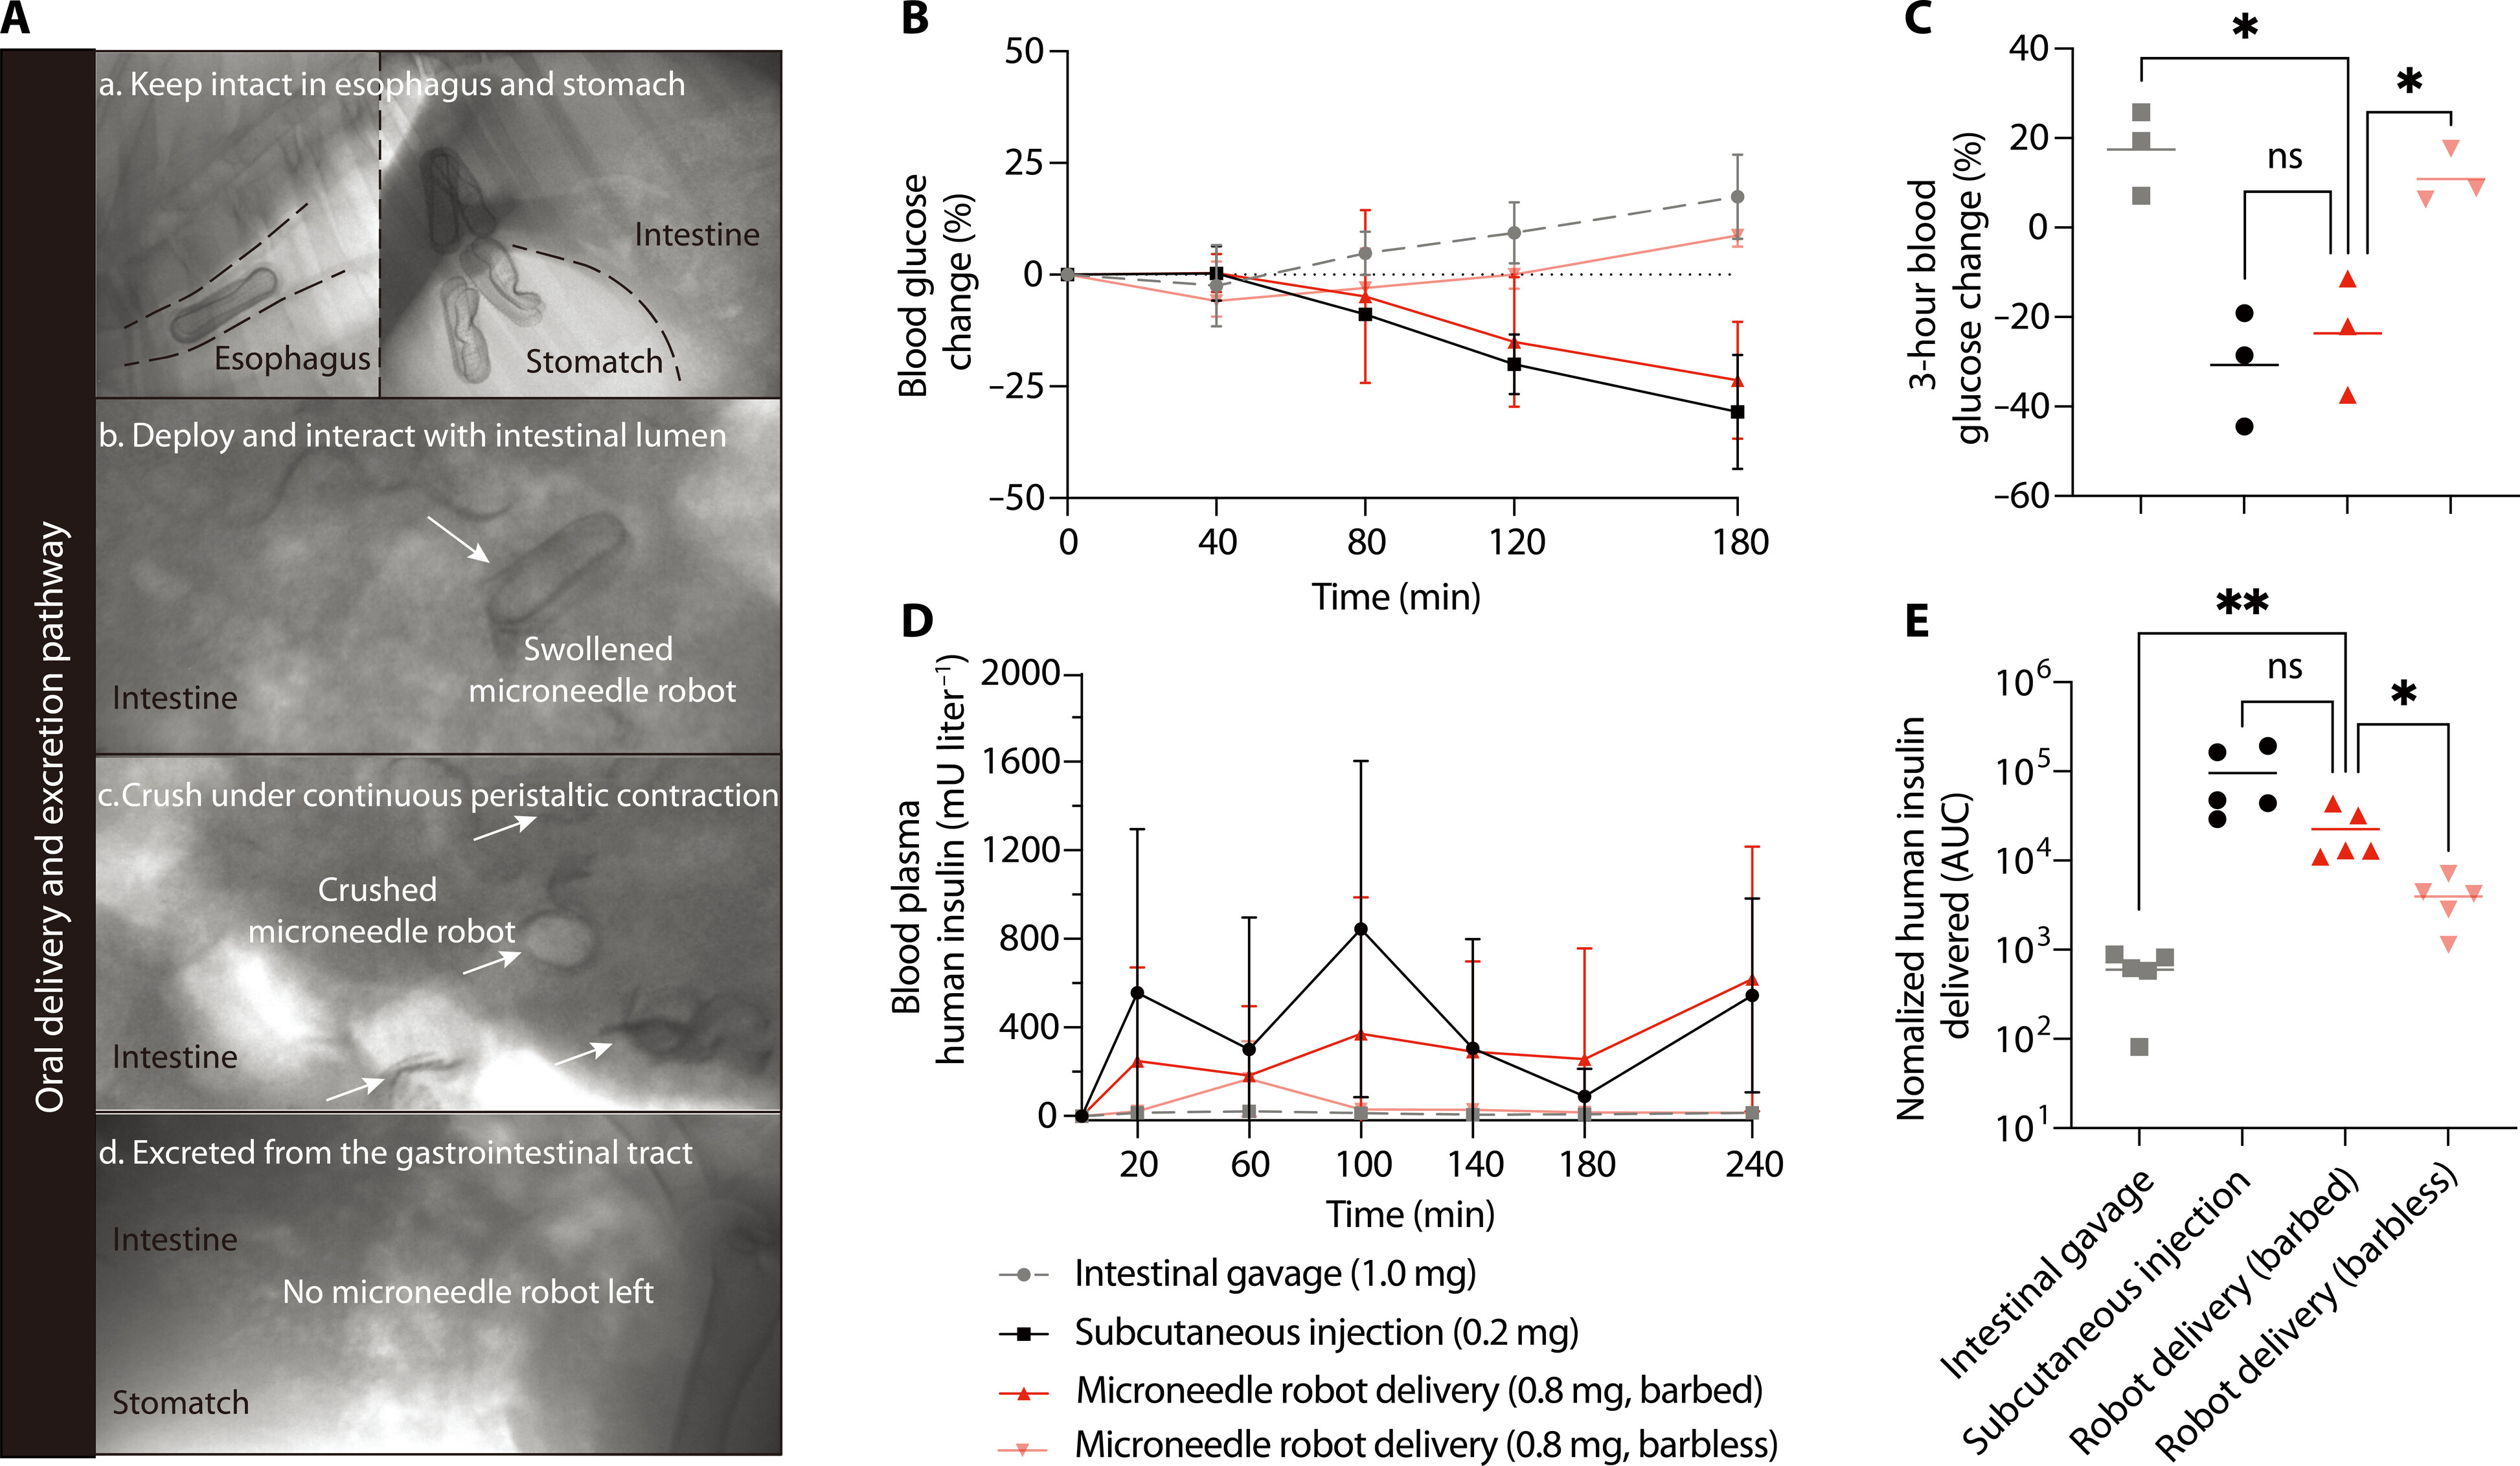 A
Oral delivery and excretion pathway
a. Keep intact in esophagus and stomach
Esophagus
Intestine
Stomatch
b. Deploy and interact with intestinal lumen
Swollened
microneedle robot
Intestine
c.Crush under continuous peristaltic contraction
Crushed
microneedle robot
Intestine
d. Excreted from the gastrointestinal tract
Intestine
No microneedle robot left
Stomatch
B
Blood glucose
change (%)
50
25
0
–25
–50
0 40 80 120 180
Time (min)
C
3-hour blood
glucose change (%)
40
20
0
–20
–40
–60
*
ns
*
D
Blood plasma
human insulin (mU liter⁻¹)
2000
1600
1200
800
400
0
20 60 100 140 180 240
Time (min)
Intestinal gavage (1.0 mg)
Subcutaneous injection (0.2 mg)
Microneedle robot delivery (0.8 mg, barbed)
Microneedle robot delivery (0.8 mg, barbless)
E
Nomalized human insulin
delivered (AUC)
10⁶
10⁵
10⁴
10³
10²
10¹
**
ns
*
Intestinal gavage
Subcutaneous injection
Robot delivery (barbed)
Robot delivery (barbless)